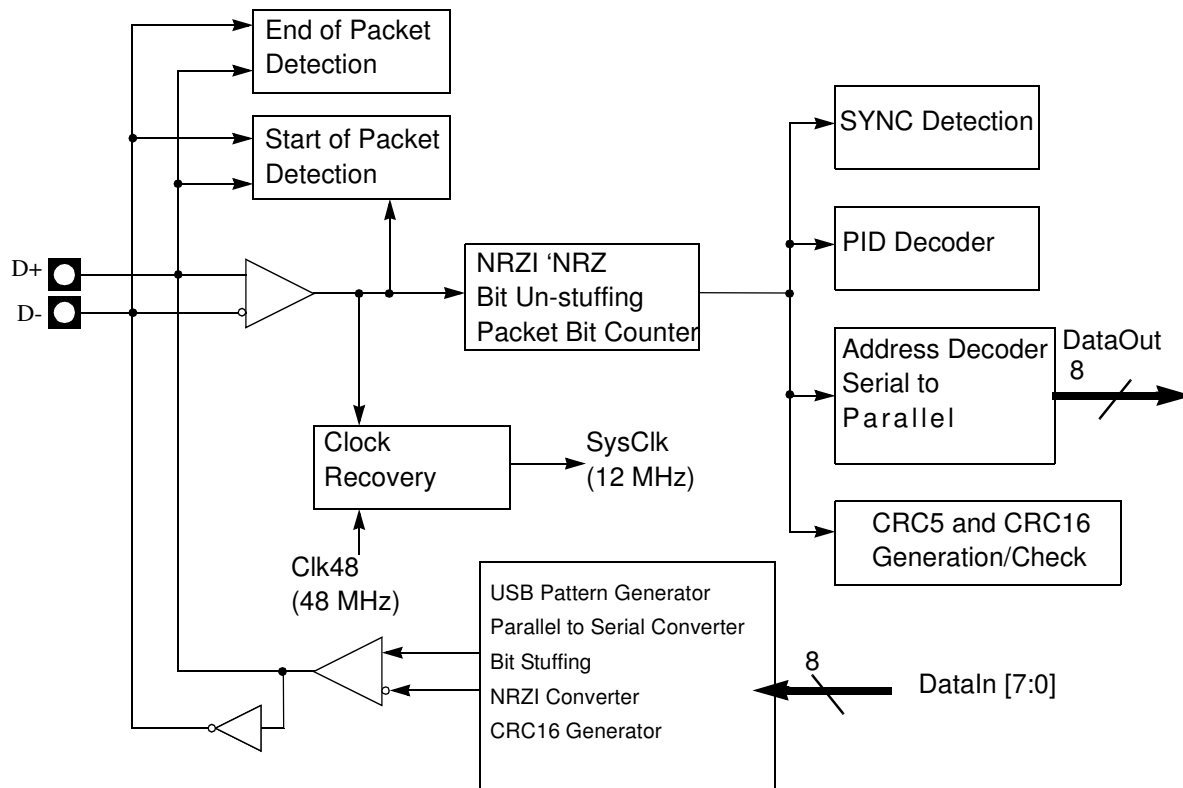 End of Packet
Detection
Start of Packet
Detection
SYNC Detection
PID Decoder
D+
D-
NRZI ‘NRZ
Bit Un-stuffing
Packet Bit Counter
Address Decoder
Serial to
Parallel
DataOut
8
Clock
Recovery
SysClk
(12 MHz)
CRC5 and CRC16
Generation/Check
Clk48
(48 MHz)
USB Pattern Generator
Parallel to Serial Converter
Bit Stuffing
NRZI Converter
CRC16 Generator
8
DataIn [7:0]